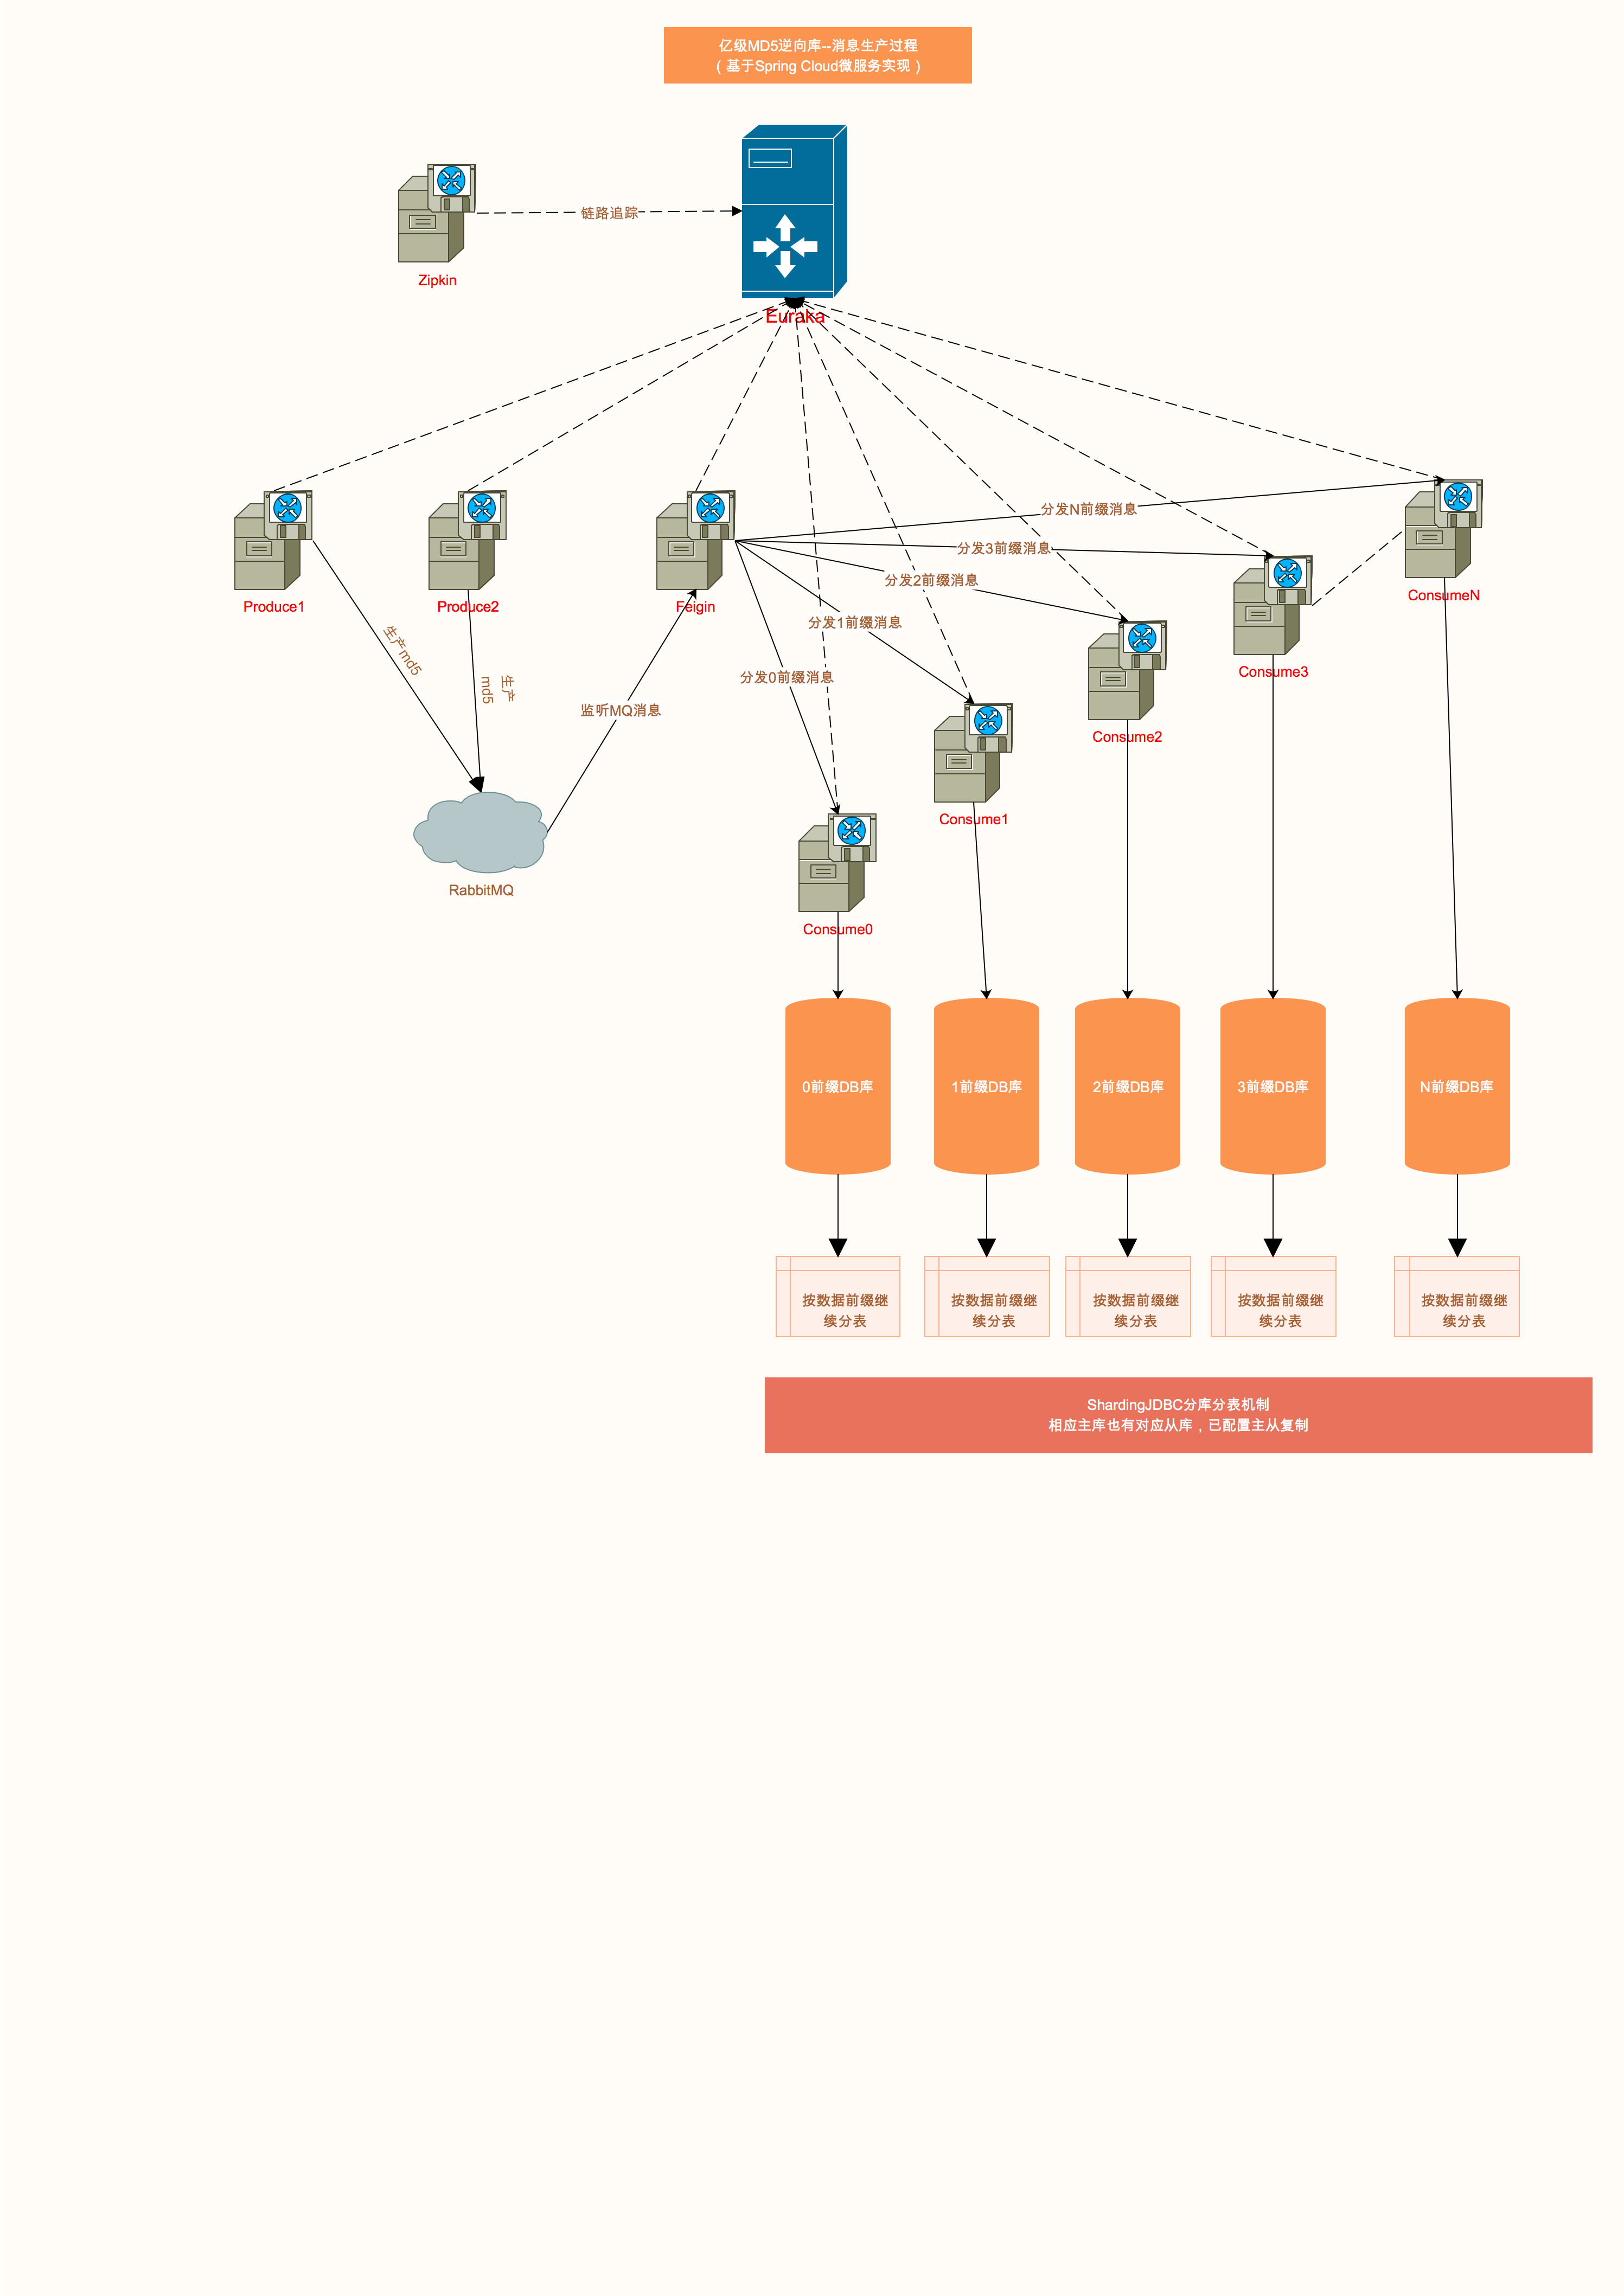 亿级MD5逆向库--消息生产过程
（基于Spring Cloud微服务实现）
链路追踪
Zipkin
Euraka
Produce1
Produce2
Feigin
分发N前缀消息
分发3前缀消息
分发2前缀消息
分发1前缀消息
分发0前缀消息
ConsumeN
Consume3
Consume2
Consume1
Consume0
生产md5
生产
md5
监听MQ消息
RabbitMQ
0前缀DB库
1前缀DB库
2前缀DB库
3前缀DB库
N前缀DB库
按数据前缀继
续分表
按数据前缀继
续分表
按数据前缀继
续分表
按数据前缀继
续分表
按数据前缀继
续分表
ShardingJDBC分库分表机制
相应主库也有对应从库，已配置主从复制